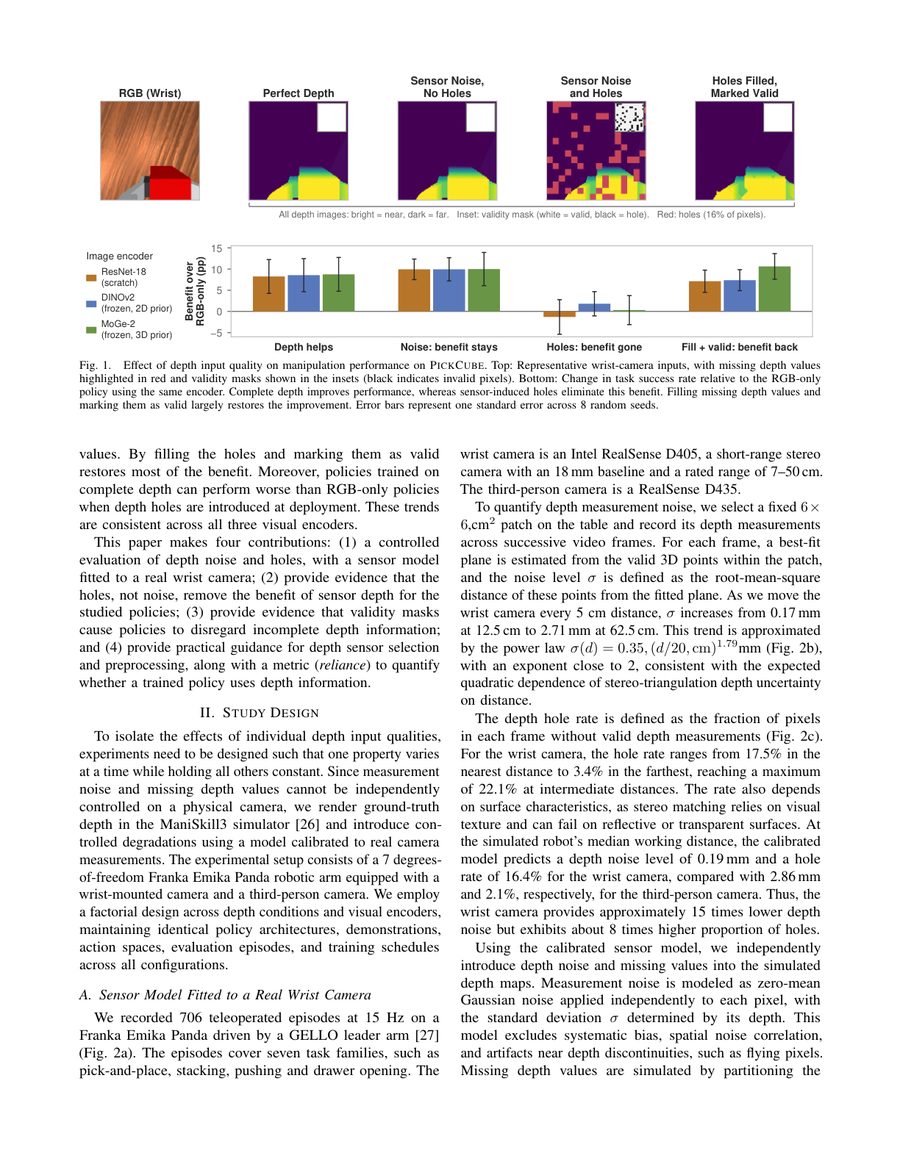 RGB (Wrist)
Perfect Depth
Sensor Noise,
No Holes
Sensor Noise
and Holes
Holes Filled,
Marked Valid
All depth images: bright = near, dark = far. Inset: validity mask (white = valid, black = hole). Red: holes (16% of pixels).
Image encoder
ResNet-18
(scratch)
DINOv2
(frozen, 2D prior)
MoGe-2
(frozen, 3D prior)
Benefit over
RGB-only (pp)
15
10
5
0
−5
Depth helps
Noise: benefit stays
Holes: benefit gone
Fill + valid: benefit back
Fig. 1. Effect of depth input quality on manipulation performance on PICKCUBE. Top: Representative wrist-camera inputs, with missing depth values
highlighted in red and validity masks shown in the insets (black indicates invalid pixels). Bottom: Change in task success rate relative to the RGB-only
policy using the same encoder. Complete depth improves performance, whereas sensor-induced holes eliminate this benefit. Filling missing depth values and
marking them as valid largely restores the improvement. Error bars represent one standard error across 8 random seeds.
values. By filling the holes and marking them as valid
restores most of the benefit. Moreover, policies trained on
complete depth can perform worse than RGB-only policies
when depth holes are introduced at deployment. These trends
are consistent across all three visual encoders.
This paper makes four contributions: (1) a controlled
evaluation of depth noise and holes, with a sensor model
fitted to a real wrist camera; (2) provide evidence that the
holes, not noise, remove the benefit of sensor depth for the
studied policies; (3) provide evidence that validity masks
cause policies to disregard incomplete depth information;
and (4) provide practical guidance for depth sensor selection
and preprocessing, along with a metric (reliance) to quantify
whether a trained policy uses depth information.
II. STUDY DESIGN
To isolate the effects of individual depth input qualities,
experiments need to be designed such that one property varies
at a time while holding all others constant. Since measurement
noise and missing depth values cannot be independently
controlled on a physical camera, we render ground-truth
depth in the ManiSkill3 simulator [26] and introduce con-
trolled degradations using a model calibrated to real camera
measurements. The experimental setup consists of a 7 degrees-
of-freedom Franka Emika Panda robotic arm equipped with a
wrist-mounted camera and a third-person camera. We employ
a factorial design across depth conditions and visual encoders,
maintaining identical policy architectures, demonstrations,
action spaces, evaluation episodes, and training schedules
across all configurations.
A. Sensor Model Fitted to a Real Wrist Camera
We recorded 706 teleoperated episodes at 15 Hz on a
Franka Emika Panda driven by a GELLO leader arm [27]
(Fig. 2a). The episodes cover seven task families, such as
pick-and-place, stacking, pushing and drawer opening. The
wrist camera is an Intel RealSense D405, a short-range stereo
camera with an 18 mm baseline and a rated range of 7–50 cm.
The third-person camera is a RealSense D435.
To quantify depth measurement noise, we select a fixed 6×
6,cm² patch on the table and record its depth measurements
across successive video frames. For each frame, a best-fit
plane is estimated from the valid 3D points within the patch,
and the noise level σ is defined as the root-mean-square
distance of these points from the fitted plane. As we move the
wrist camera every 5 cm distance, σ increases from 0.17 mm
at 12.5 cm to 2.71 mm at 62.5 cm. This trend is approximated
by the power law σ(d) = 0.35, (d/20, cm)^1.79 mm (Fig. 2b),
with an exponent close to 2, consistent with the expected
quadratic dependence of stereo-triangulation depth uncertainty
on distance.
The depth hole rate is defined as the fraction of pixels
in each frame without valid depth measurements (Fig. 2c).
For the wrist camera, the hole rate ranges from 17.5% in the
nearest distance to 3.4% in the farthest, reaching a maximum
of 22.1% at intermediate distances. The rate also depends
on surface characteristics, as stereo matching relies on visual
texture and can fail on reflective or transparent surfaces. At
the simulated robot's median working distance, the calibrated
model predicts a depth noise level of 0.19 mm and a hole
rate of 16.4% for the wrist camera, compared with 2.86 mm
and 2.1%, respectively, for the third-person camera. Thus, the
wrist camera provides approximately 15 times lower depth
noise but exhibits about 8 times higher proportion of holes.
Using the calibrated sensor model, we independently
introduce depth noise and missing values into the simulated
depth maps. Measurement noise is modeled as zero-mean
Gaussian noise applied independently to each pixel, with
the standard deviation σ determined by its depth. This
model excludes systematic bias, spatial noise correlation,
and artifacts near depth discontinuities, such as flying pixels.
Missing depth values are simulated by partitioning the